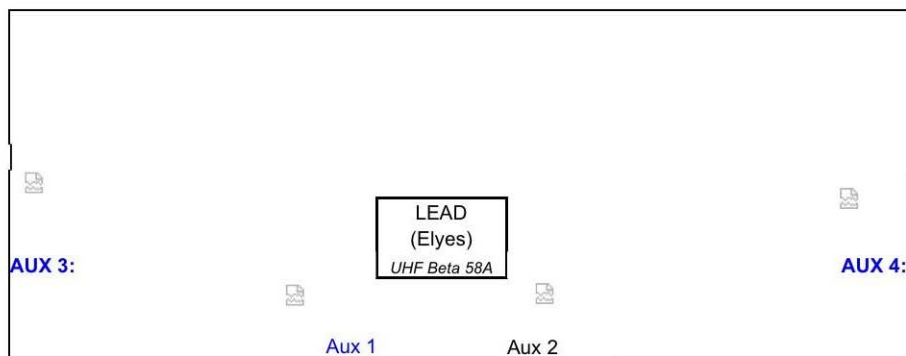 LEAD
(Elyes)
UHF Beta 58A
AUX 3:
AUX 4:
Aux 1
Aux 2